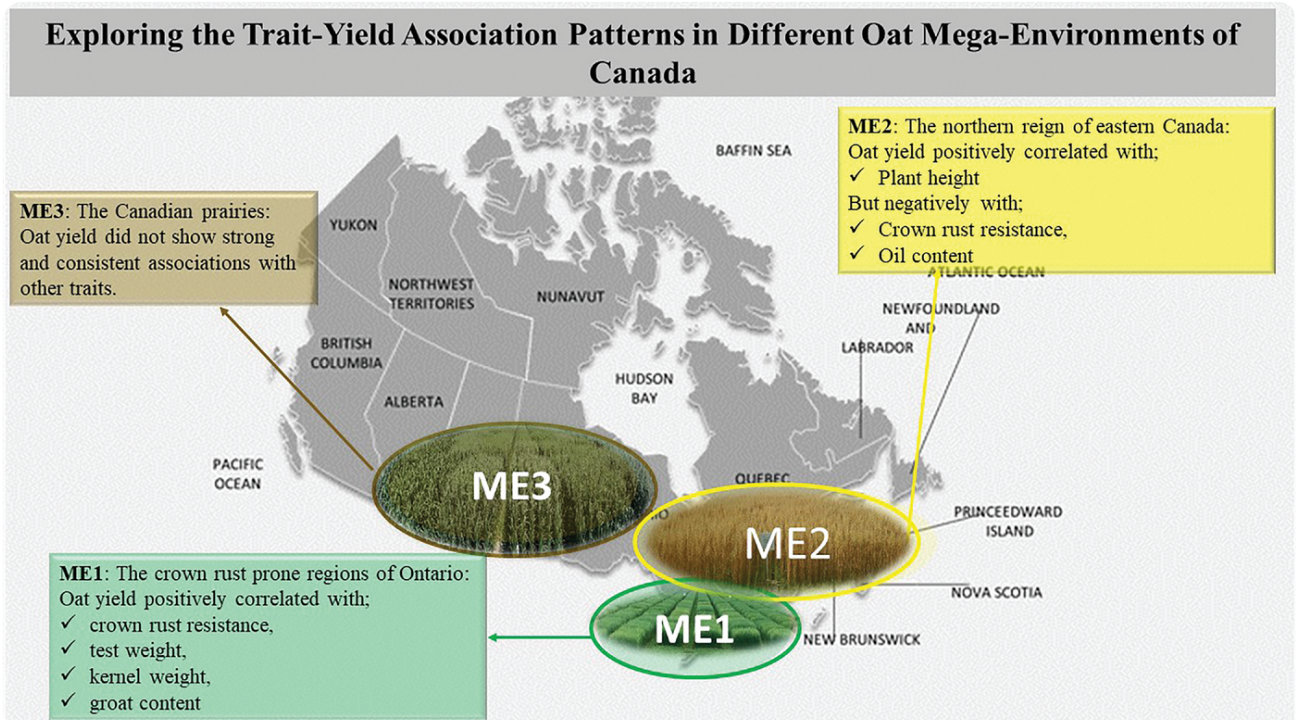 Exploring the Trait-Yield Association Patterns in Different Oat Mega-Environments of
Canada
ME2: The northern reign of eastern Canada:
Oat yield positively correlated with;
✓ Plant height
But negatively with;
✓ Crown rust resistance,
✓ Oil content
BAFFIN SEA
ME3: The Canadian prairies:
Oat yield did not show strong
and consistent associations with
other traits.
YUKON
NORTHWEST
TERRITORIES
NUNAVUT
ATLANTIC OCEAN
NEWFOUNDLAND
AND
LABRADOR
BRITISH
COLUMBIA
ALBERTA
HUDSON
BAY
PACIFIC
OCEAN
QUEBEC
ME3
ME2
PRINCEEDWARD
ISLAND
NOVA SCOTIA
ME1
NEW BRUNSWICK
ME1: The crown rust prone regions of Ontario:
Oat yield positively correlated with;
✓ crown rust resistance,
✓ test weight,
✓ kernel weight,
✓ groat content